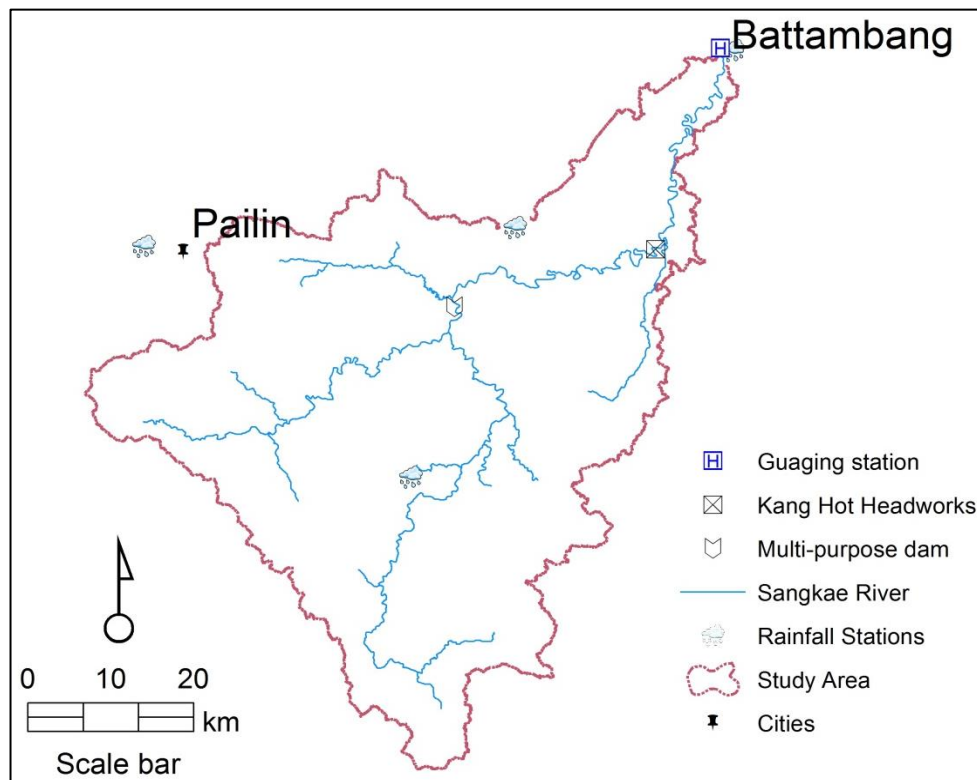 H
Battambang
Pailin
H Guaging station
Kang Hot Headworks
Multi-purpose dam
Sangkae River
Rainfall Stations
Study Area
Cities
0 10 20
km
Scale bar